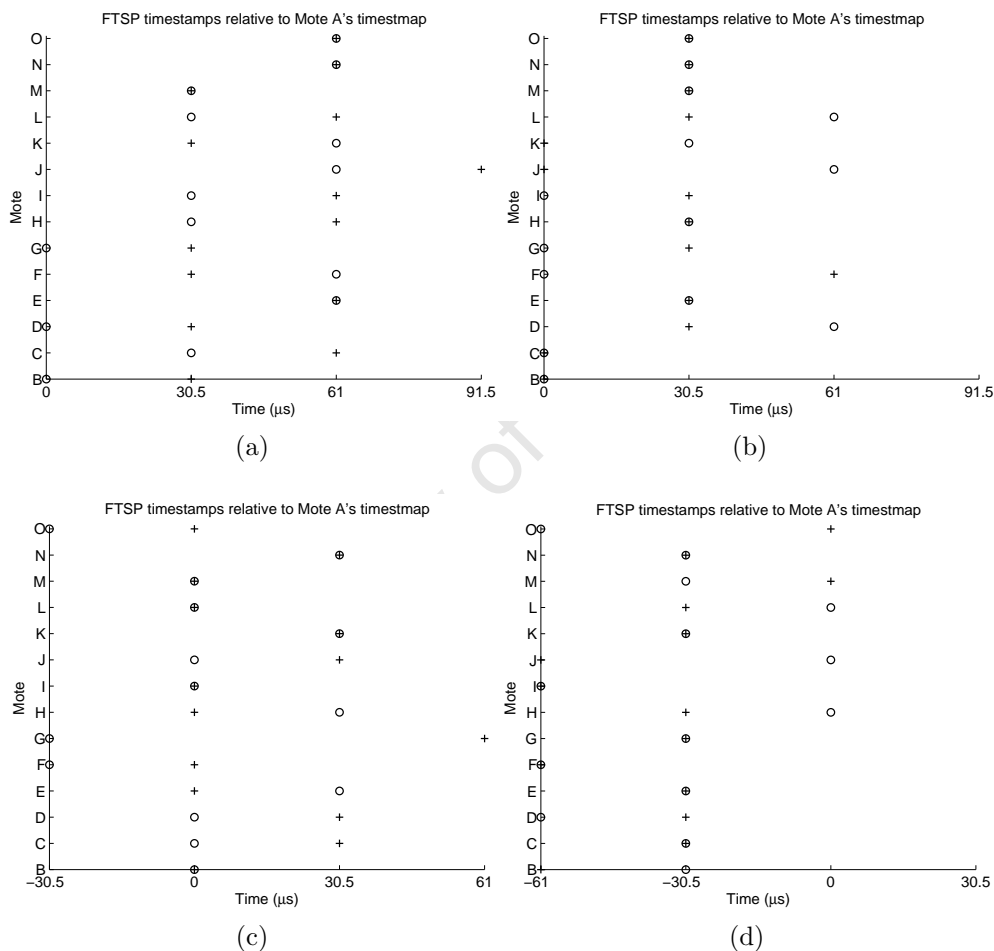 FTSP timestamps relative to Mote A's timestmap
O
N
M
L
K
J
I
H
G
F
E
D
C
B
Mote
0 30.5 61 91.5
Time (μs)
(a)
FTSP timestamps relative to Mote A's timestmap
O
N
M
L
K
J
I
H
G
F
E
D
C
B
Mote
0 30.5 61 91.5
Time (μs)
(b)
of
FTSP timestamps relative to Mote A's timestmap
O
N
M
L
K
J
I
H
G
F
E
D
C
B
Mote
−30.5 0 30.5 61
Time (μs)
(c)
FTSP timestamps relative to Mote A's timestmap
O
N
M
L
K
J
I
H
G
F
E
D
C
B
Mote
−61 −30.5 0 30.5
Time (μs)
(d)